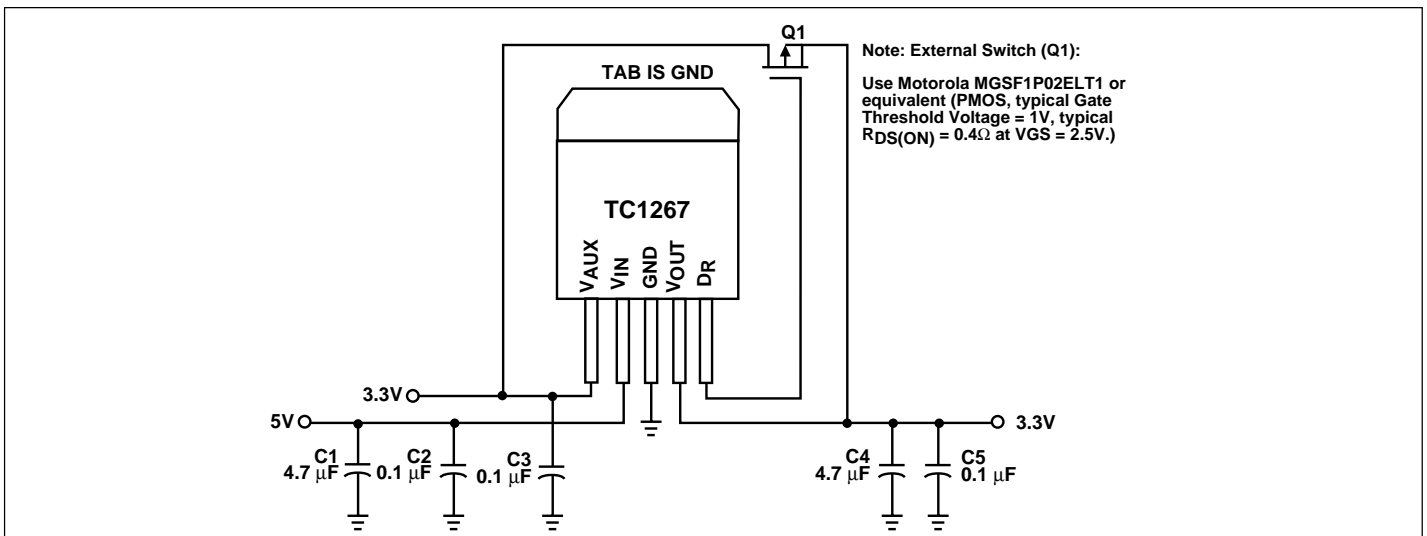 Q1
Note: External Switch (Q1):
Use Motorola MGSF1P02ELT1 or
equivalent (PMOS, typical Gate
Threshold Voltage = 1V, typical
RDS(ON) = 0.4Ω at VGS = 2.5V.)
TAB IS GND
TC1267
VAUX
VIN
GND
VOUT
DR
3.3V
5V
3.3V
C1
4.7 μF
C2
0.1 μF
C3
0.1 μF
C4
4.7 μF
C5
0.1 μF